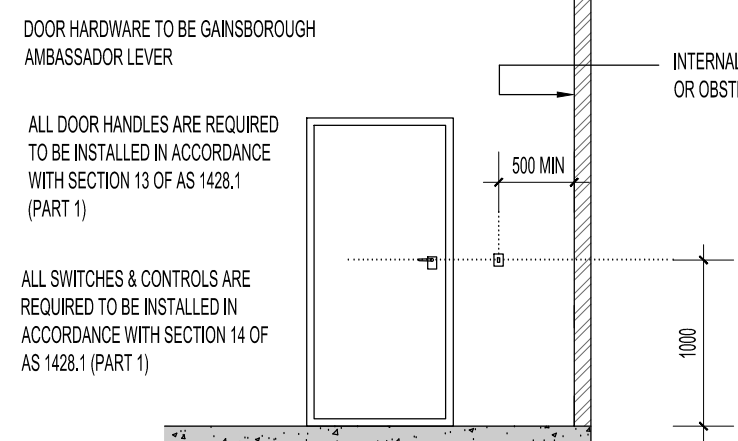 DOOR HARDWARE TO BE GAINSBOROUGH
AMBASSADOR LEVER
INTERNAL
OR OBST
ALL DOOR HANDLES ARE REQUIRED
TO BE INSTALLED IN ACCORDANCE
WITH SECTION 13 OF AS 1428.1
(PART 1)
500 MIN
ALL SWITCHES & CONTROLS ARE
REQUIRED TO BE INSTALLED IN
ACCORDANCE WITH SECTION 14 OF
AS 1428.1 (PART 1)
1000